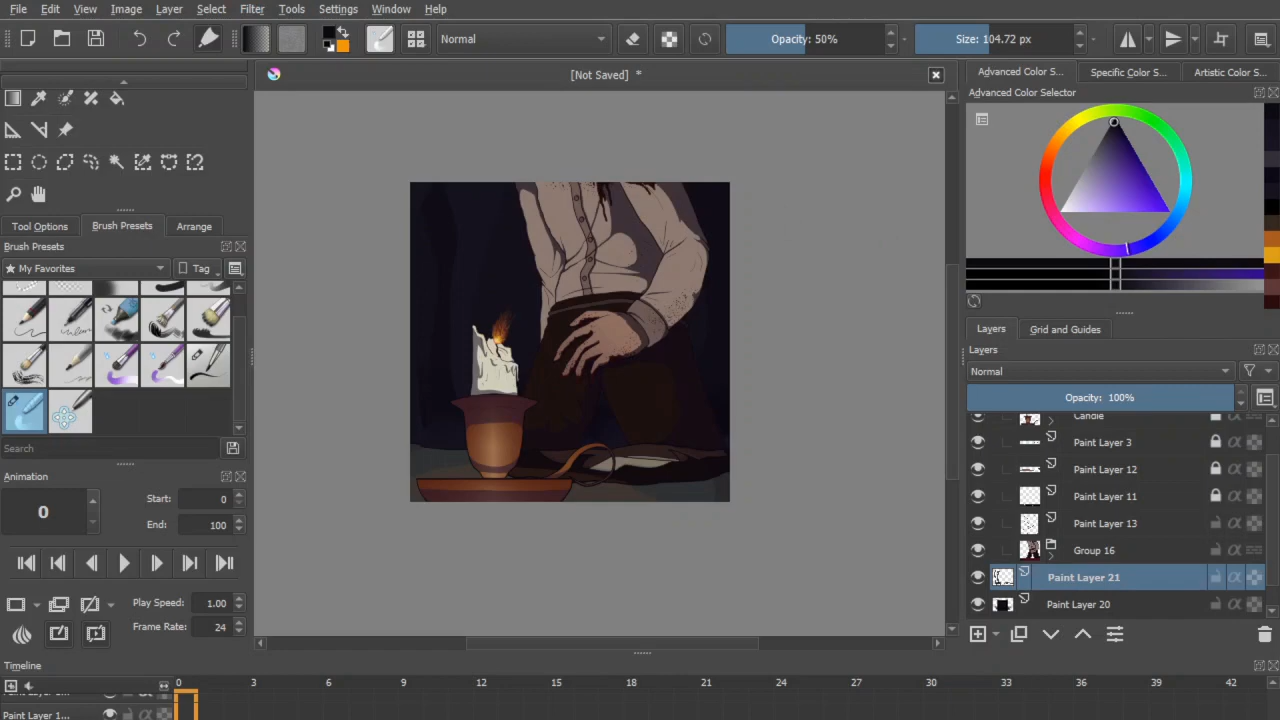 File Edit View Image Layer Select Filter Tools Settings Window Help
Normal Opacity: 50% Size: 104.72 px
[Not Saved] *
Advanced Color S... Specific Color S... Artistic Color S...
Advanced Color Selector
Tool Options Brush Presets Arrange
Brush Presets
My Favorites Tag
Search
Animation
0 Start: 0
End: 100
Play Speed: 1.00
Frame Rate: 24
Layers Grid and Guides
Layers
Normal
Opacity: 100%
Candle
Paint Layer 3
Paint Layer 12
Paint Layer 11
Paint Layer 13
Group 16
Paint Layer 21
Paint Layer 20
Timeline
0 3 6 9 12 15 18 21 24 27 30 33 36 39 42
Paint Layer 1...